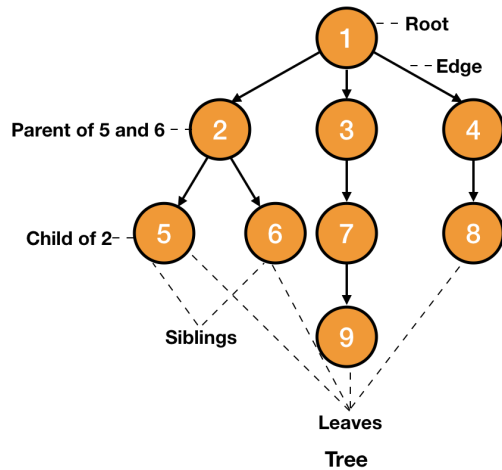 1
Root
Edge
Parent of 5 and 6
2
3
4
Child of 2
5
6
7
8
Siblings
9
Leaves
Tree